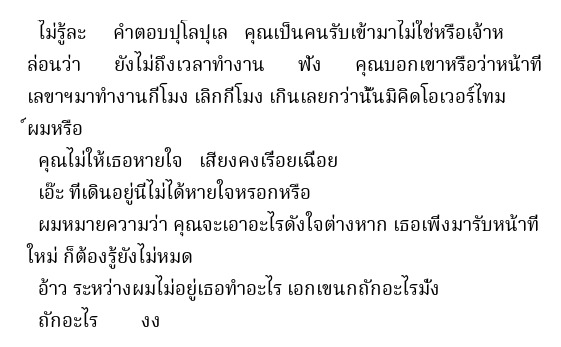 ไม่รู้ละ คำตอบปุโลปุเล คุณเป็นคนรับเข้ามาไม่ใช่หรือเจ้าห
ล่อนว่า ยังไม่ถึงเวลาทำงาน ฟัง คุณบอกเขาหรือว่าหน้าที่
เลขาฯมาทำงานกี่โมง เลิกกี่โมง เกินเลยกว่านั้นมิคิดโอเวอร์ไทม
์ผมหรือ
คุณไม่ให้เธอหายใจ เสียงคงเรื่อยเฉื่อย
เอ๊ะ ที่เดินอยู่นี่ไม่ได้หายใจหรอกหรือ
ผมหมายความว่า คุณจะเอาอะไรดังใจต่างหาก เธอเพิ่งมารับหน้าที่
ใหม่ ก็ต้องรู้ยังไม่หมด
อ้าว ระหว่างผมไม่อยู่เธอทำอะไร เอกเขนกถักอะไรมั่ง
ถักอะไร งง